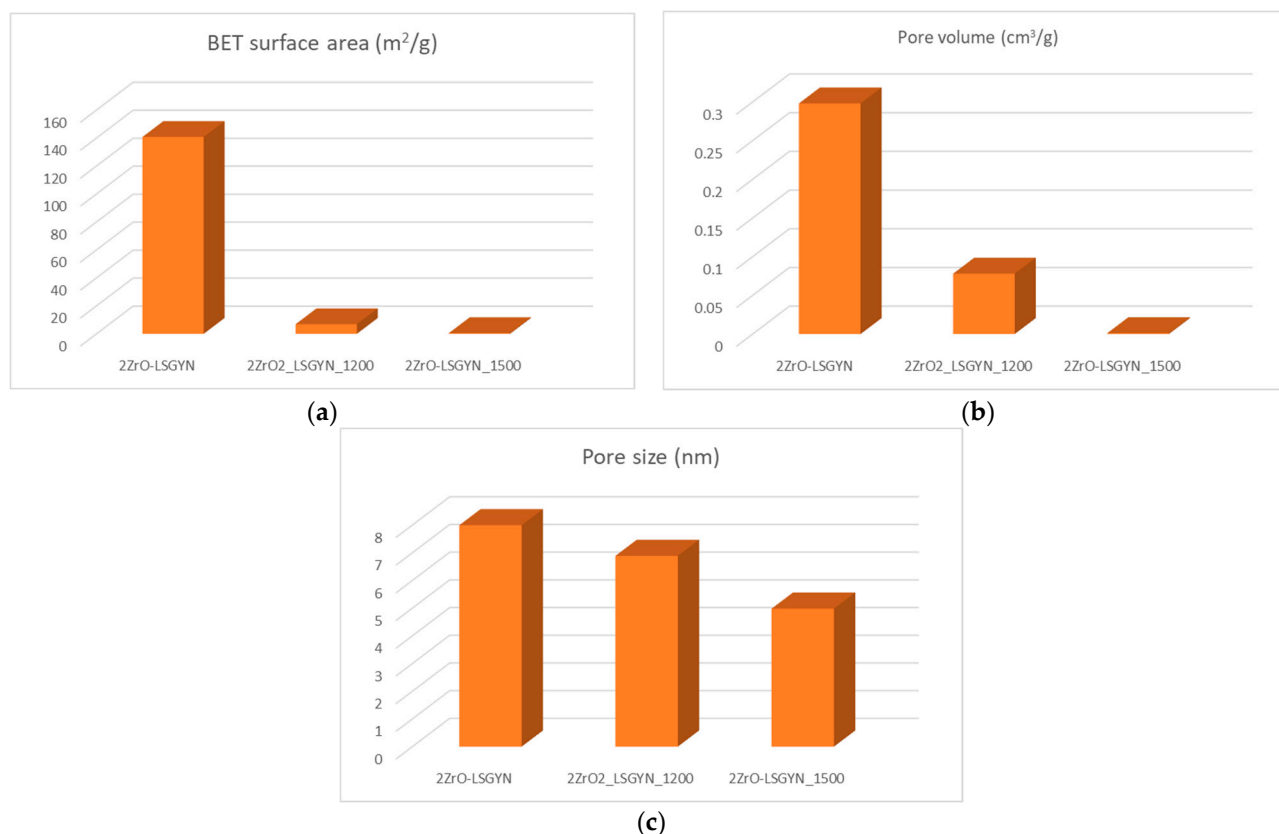 BET surface area (m²/g)
160
140
120
100
80
60
40
20
0
2ZrO-LSGYN 2ZrO2_LSGYN_1200 2ZrO-LSGYN_1500
(a)
Pore volume (cm³/g)
0.3
0.25
0.2
0.15
0.1
0.05
0
2ZrO-LSGYN 2ZrO2_LSGYN_1200 2ZrO-LSGYN_1500
(b)
Pore size (nm)
8
7
6
5
4
3
2
1
0
2ZrO-LSGYN 2ZrO2_LSGYN_1200 2ZrO-LSGYN_1500
(c)